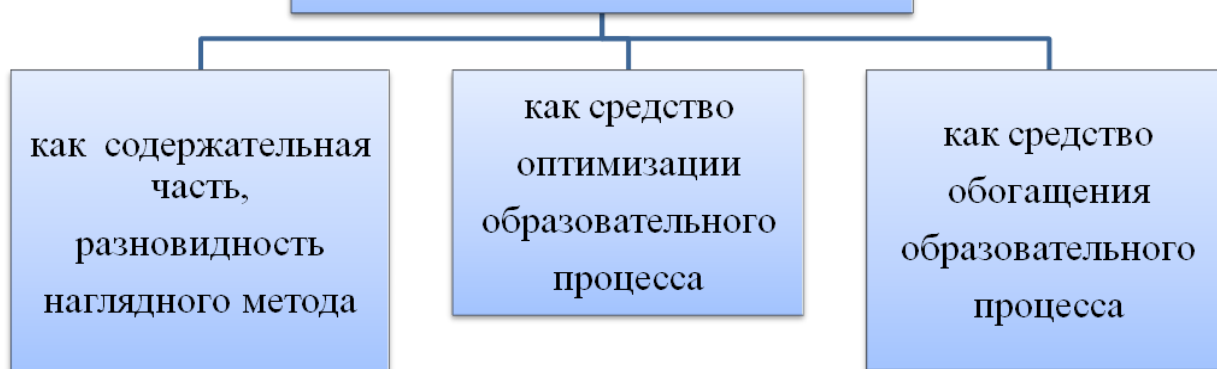 как содержательная
часть,
разновидность
наглядного метода
как средство
оптимизации
образовательного
процесса
как средство
обогащения
образовательного
процесса